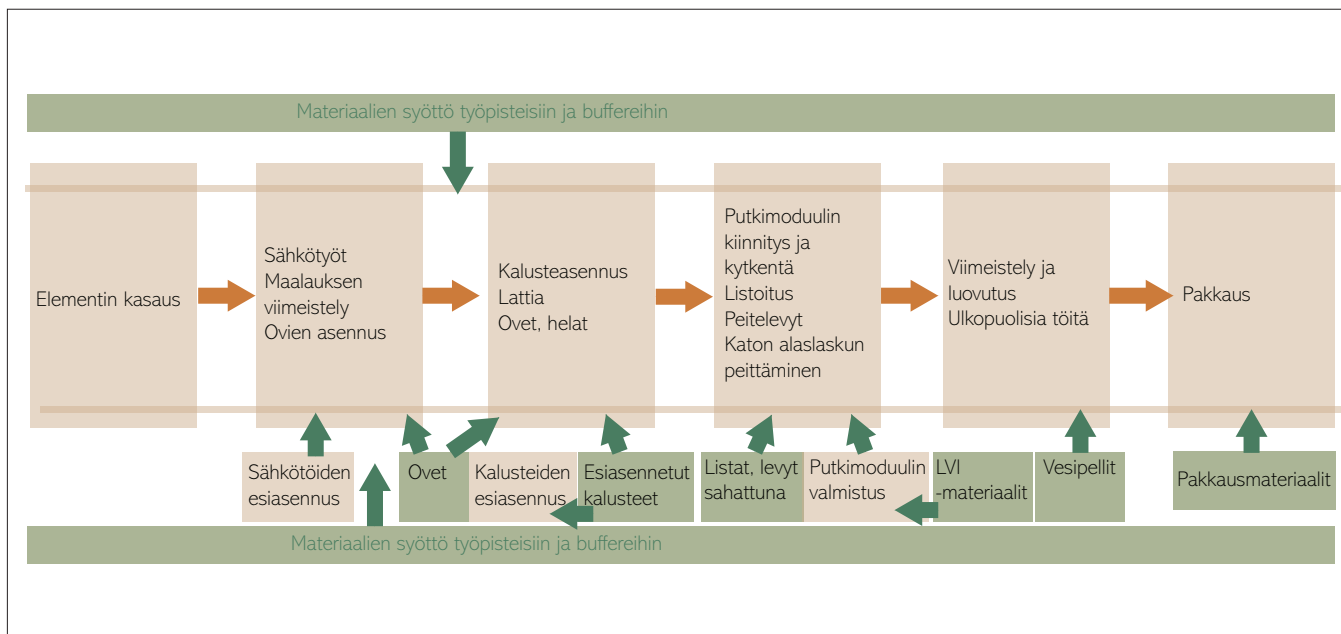 Materiaalien syöttö työpisteisiin ja buffereihin
Elementin kasaus
Sähkötyöt
Maalauksen
viimeistely
Ovien asennus
Kalusteasennus
Lattia
Ovet, helat
Putkimoduulin
kiinnitys ja
kytkentä
Listoitus
Peitelevyt
Katon alaslaskun
peittäminen
Viimeistely ja
luovutus
Ulkopuolisia töitä
Pakkaus
Sähkötöiden
esiasennus
Ovet
Kalusteiden
esiasennus
Esiasennetut
kalusteet
Listat, levyt
sahattuna
Putkimoduulin
valmistus
LVI
-materiaalit
Vesipellit
Pakkausmateriaalit
Materiaalien syöttö työpisteisiin ja buffereihin